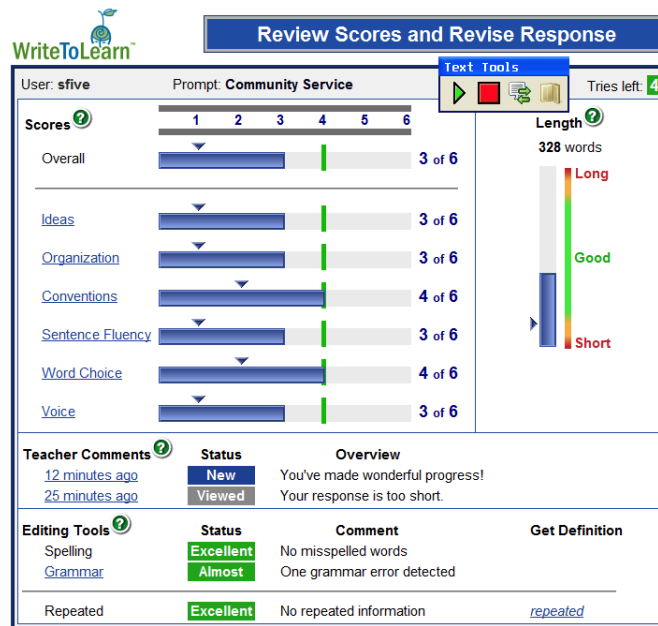 WriteToLearn™
Review Scores and Revise Response
Text Tools
User: sfive Prompt: Community Service Tries left: 4
Scores ? 1 2 3 4 5 6 Length ?
328 words
Overall 3 of 6
Long
Ideas 3 of 6
Organization 3 of 6
Good
Conventions 4 of 6
Sentence Fluency 3 of 6
Short
Word Choice 4 of 6
Voice 3 of 6
Teacher Comments ? Status Overview
12 minutes ago New You've made wonderful progress!
25 minutes ago Viewed Your response is too short.
Editing Tools ? Status Comment Get Definition
Spelling Excellent No misspelled words
Grammar Almost One grammar error detected
Repeated Excellent No repeated information repeated